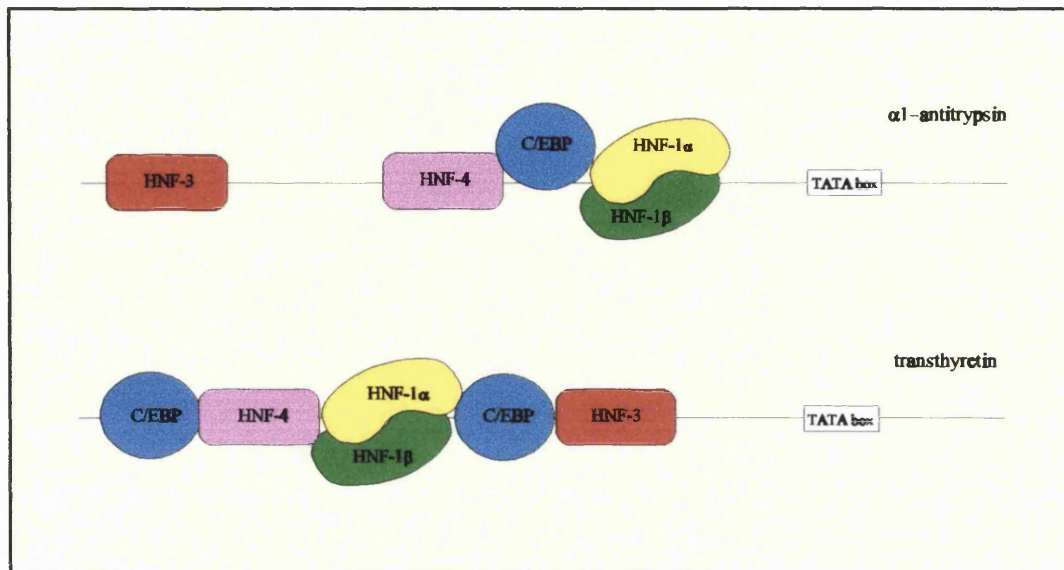 α1-antitrypsin
C/EBP
HNF-1α
HNF-3
HNF-4
TATA box
HNF-1β
transthyretin
HNF-1α
C/EBP
HNF-4
C/EBP
HNF-3
TATA box
HNF-1β